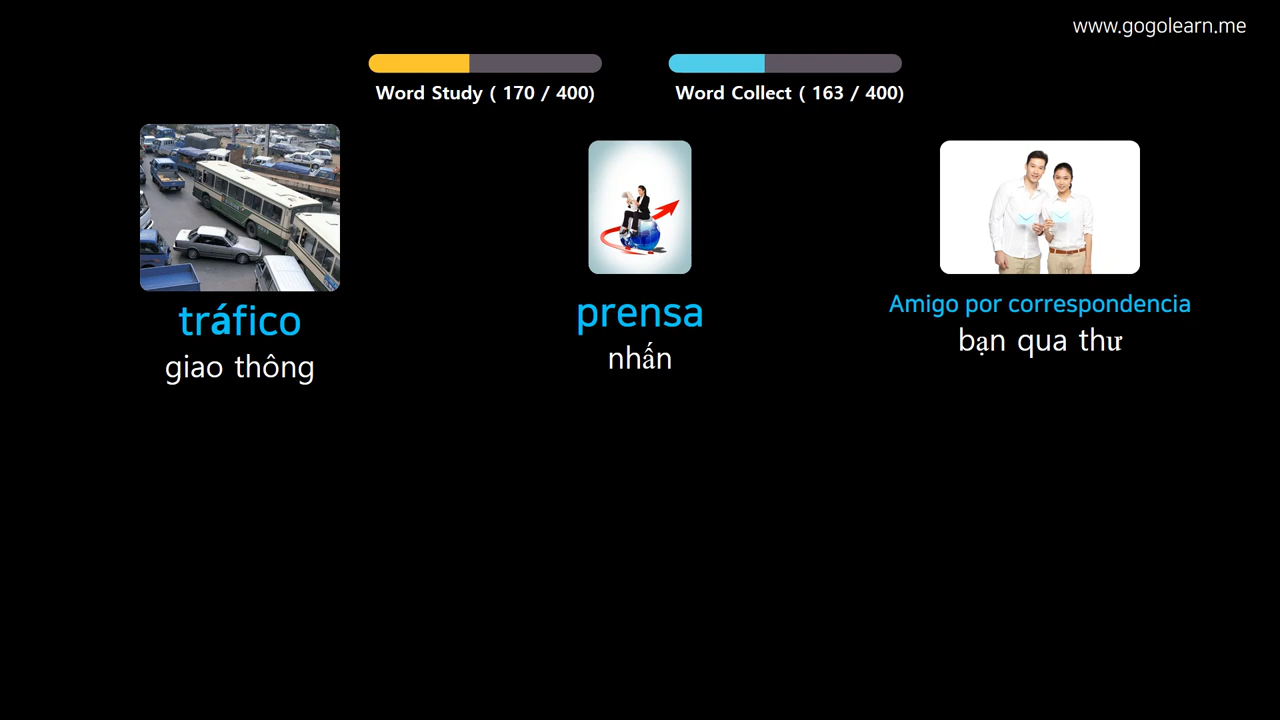 www.gogolearn.me
Word Study ( 170 / 400)
Word Collect ( 163 / 400)
tráfico
giao thông
prensa
nhấn
Amigo por correspondencia
bạn qua thư